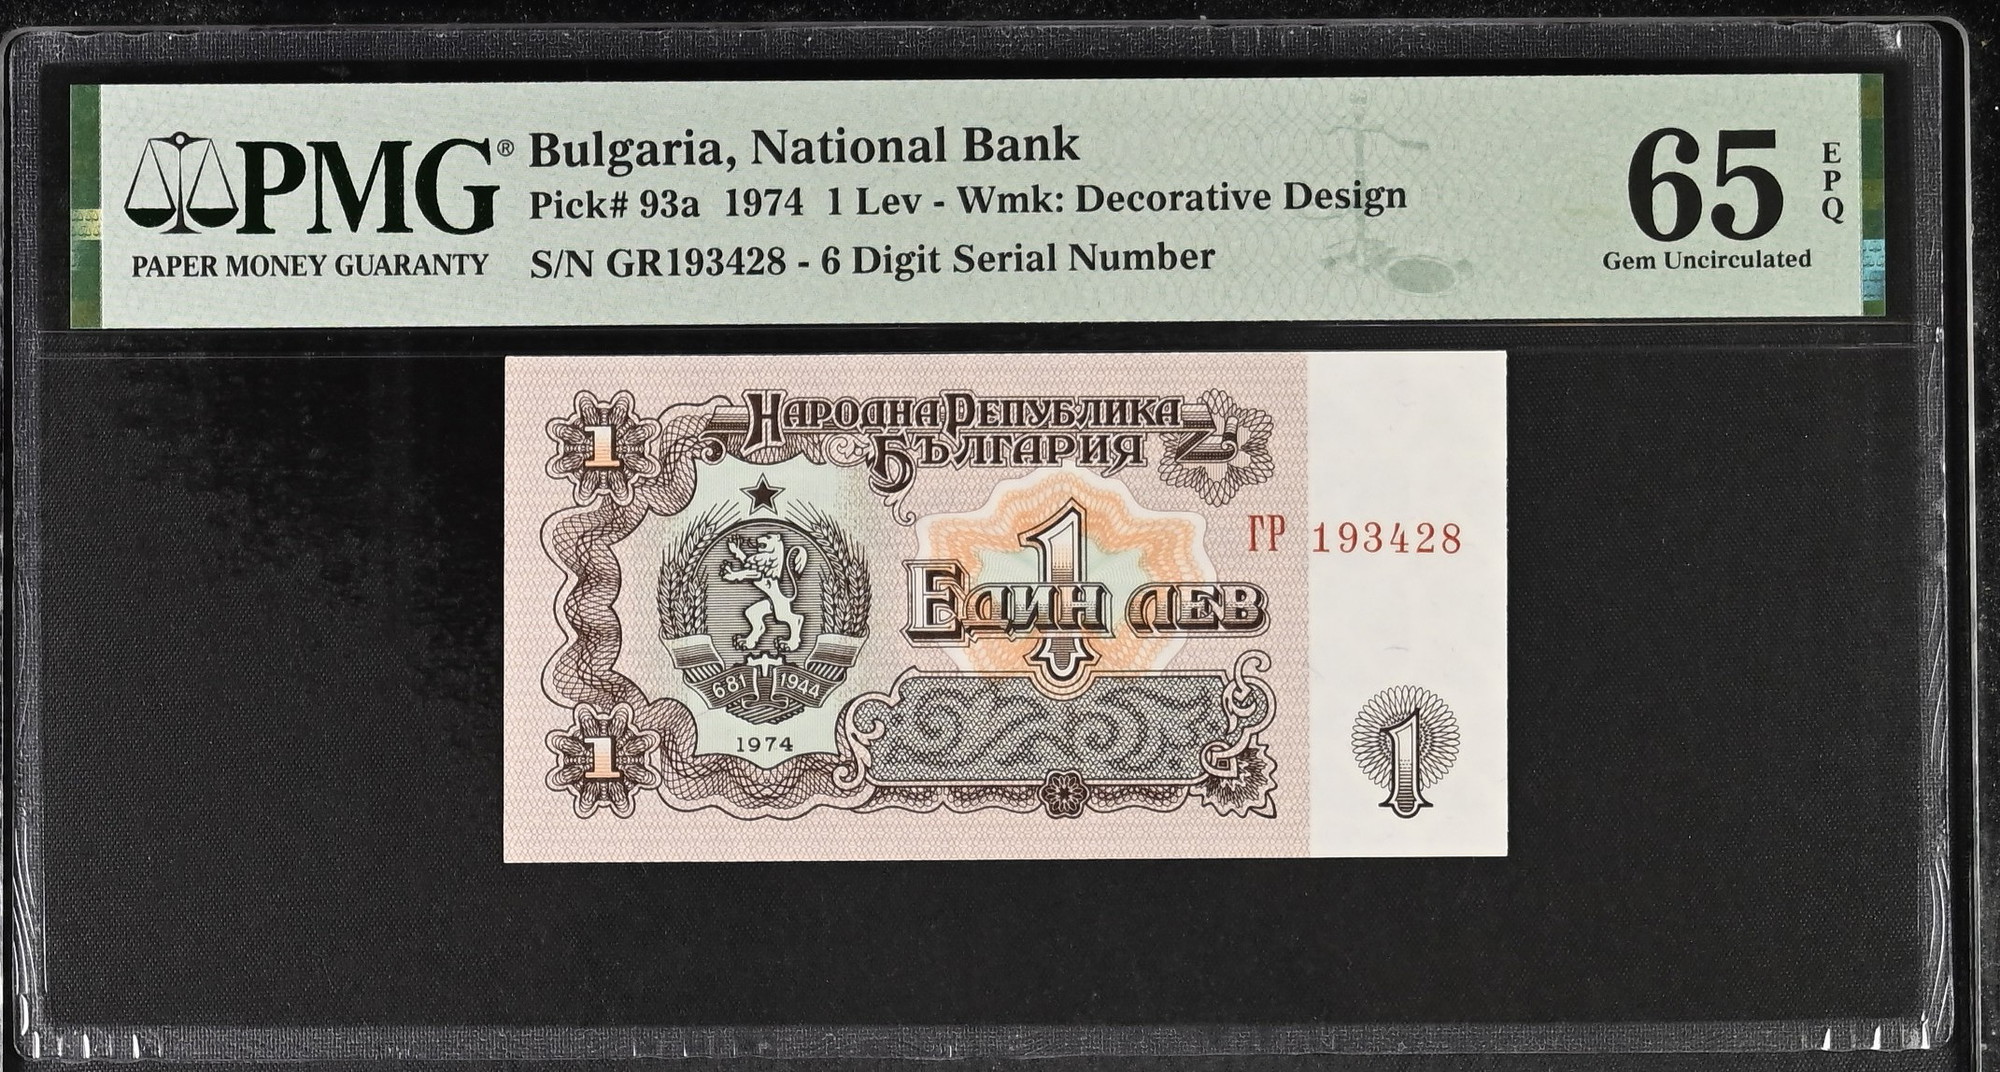 PMG®
PAPER MONEY GUARANTY
Bulgaria, National Bank
Pick# 93a 1974 1 Lev - Wmk: Decorative Design
S/N GR193428 - 6 Digit Serial Number
65
EPQ
Gem Uncirculated
1
НАРОДНА РЕПУБЛИКА
БЪЛГАРИЯ
ГР 193428
1
ЕДИН ЛЕВ
681 1944
1974
1
1